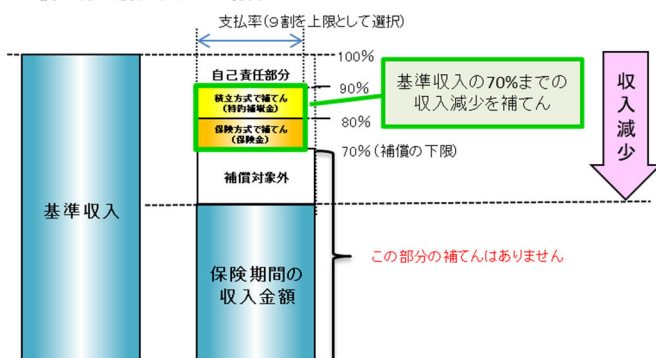 支払率(9割を上限として選択)
100%
自己責任部分
90%
積立方式で補てん
(特約補塡金)
80%
保険方式で補てん
(保険金)
70%(補償の下限)
補償対象外
基準収入の70%までの
収入減少を補てん
収入減少
基準収入
保険期間の
収入金額
この部分の補てんはありません